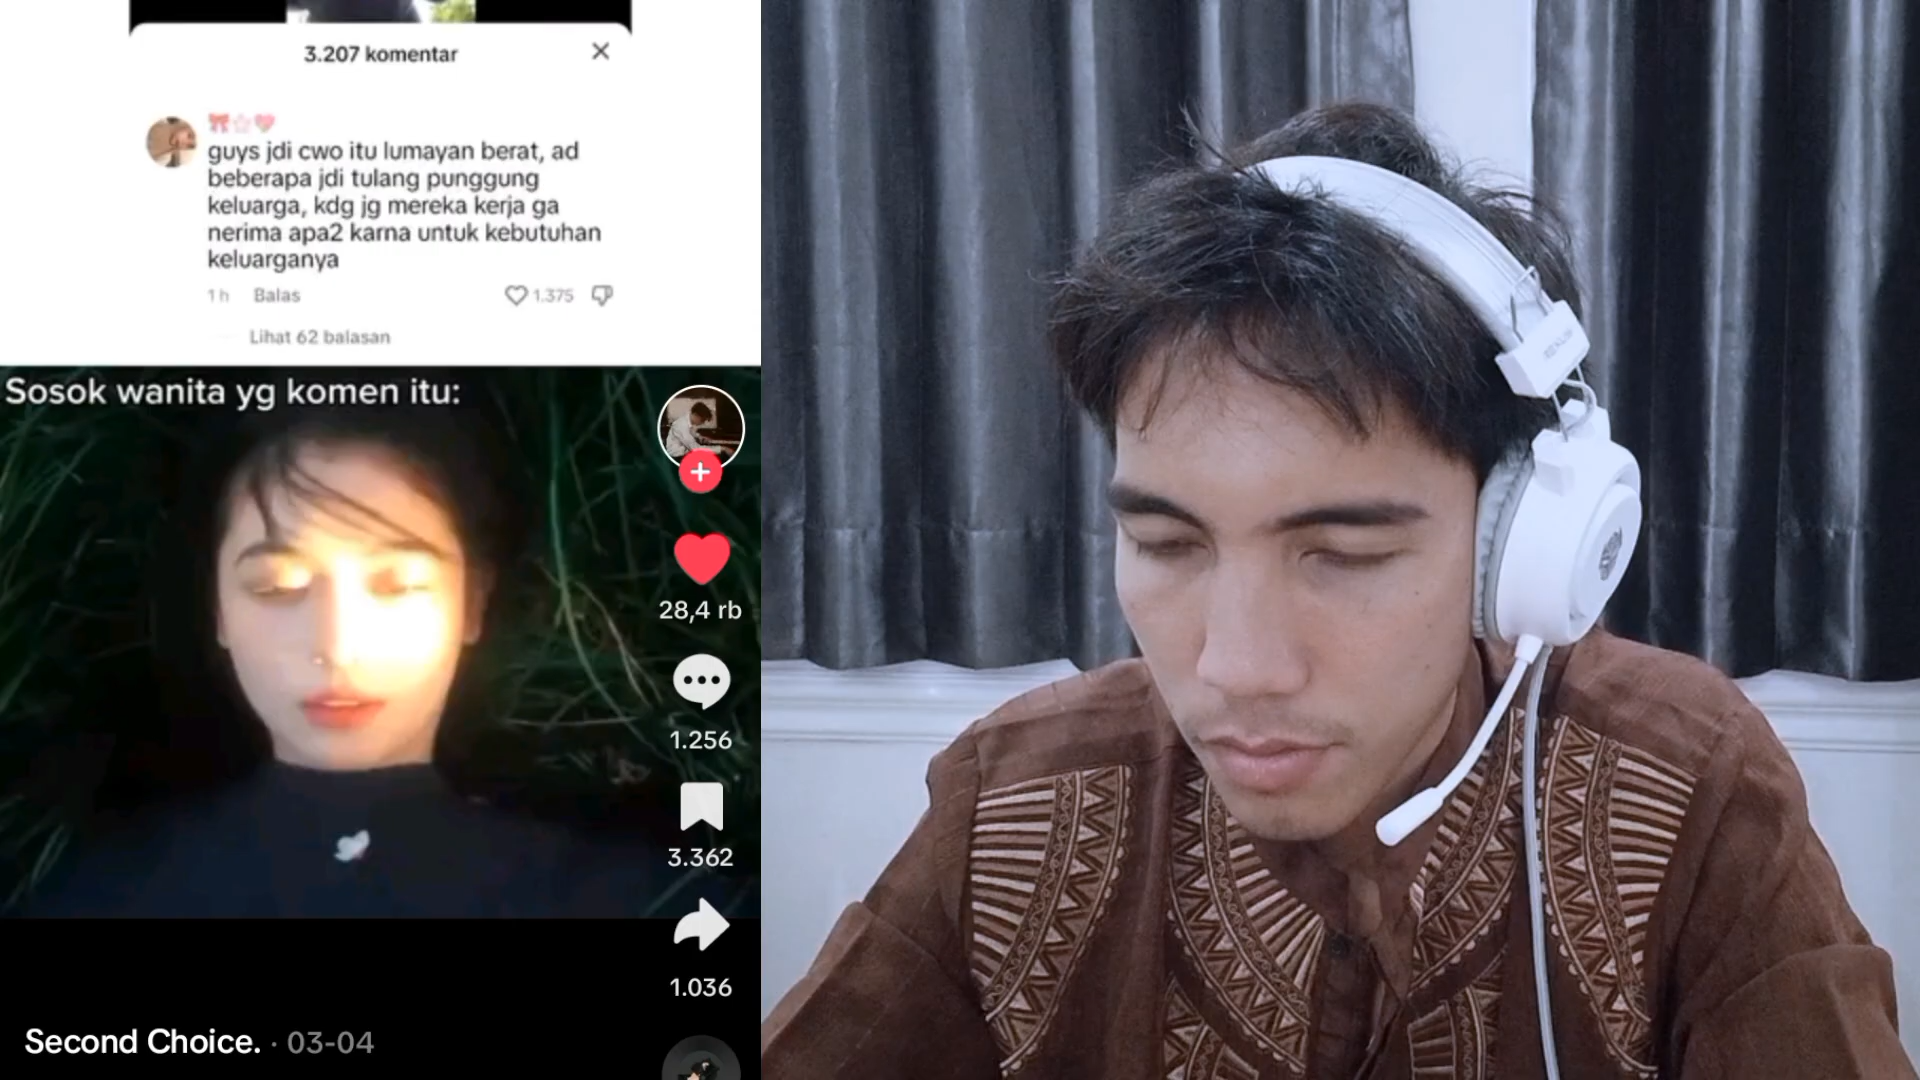 3.207 komentar
guys jdi cwo itu lumayan berat, ad
beberapa jdi tulang punggung
keluarga, kdg jg mereka kerja ga
nerima apa2 karna untuk kebutuhan
keluarganya
1 h Balas 1.375
Lihat 62 balasan
Sosok wanita yg komen itu:
28,4 rb
1.256
3.362
1.036
Second Choice. · 03-04